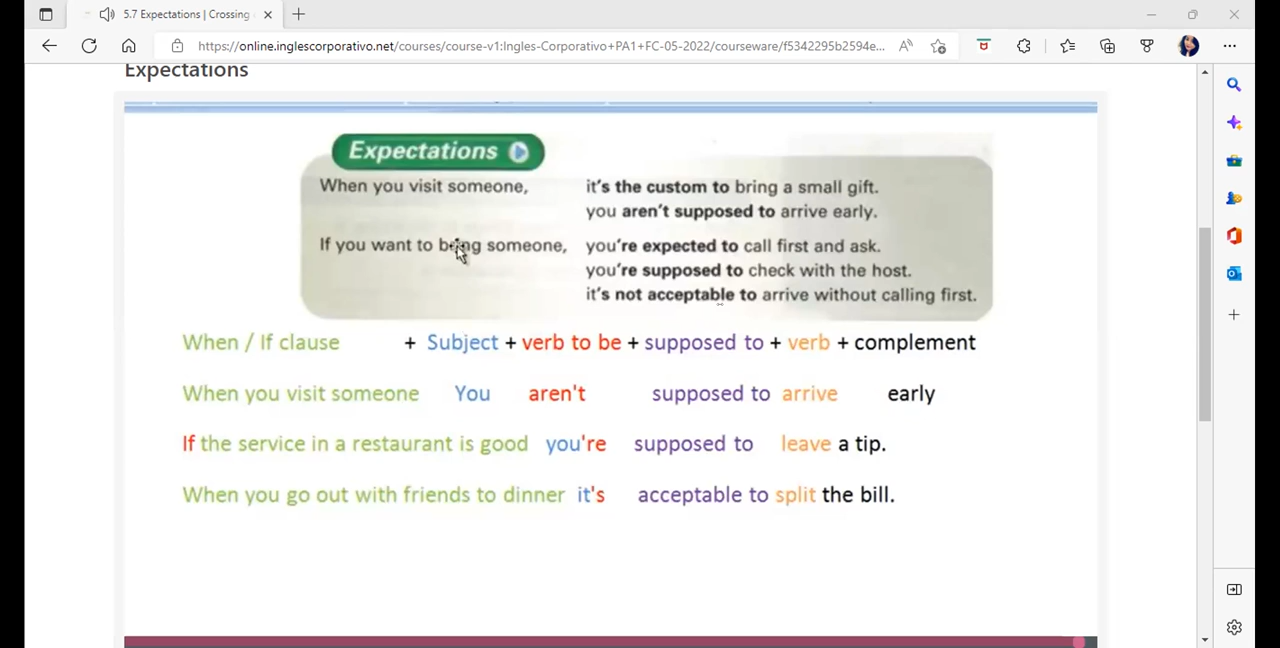 5.7 Expectations | Crossing
https://online.inglescorporativo.net/courses/course-v1:Ingles-Corporativo+PA1+FC-05-2022/courseware/f5342295b2594e...
Expectations
Expectations
When you visit someone, it's the custom to bring a small gift.
you aren't supposed to arrive early.
If you want to bring someone, you're expected to call first and ask.
you're supposed to check with the host.
it's not acceptable to arrive without calling first.
When / If clause + Subject + verb to be + supposed to + verb + complement
When you visit someone You aren't supposed to arrive early
If the service in a restaurant is good you're supposed to leave a tip.
When you go out with friends to dinner it's acceptable to split the bill.